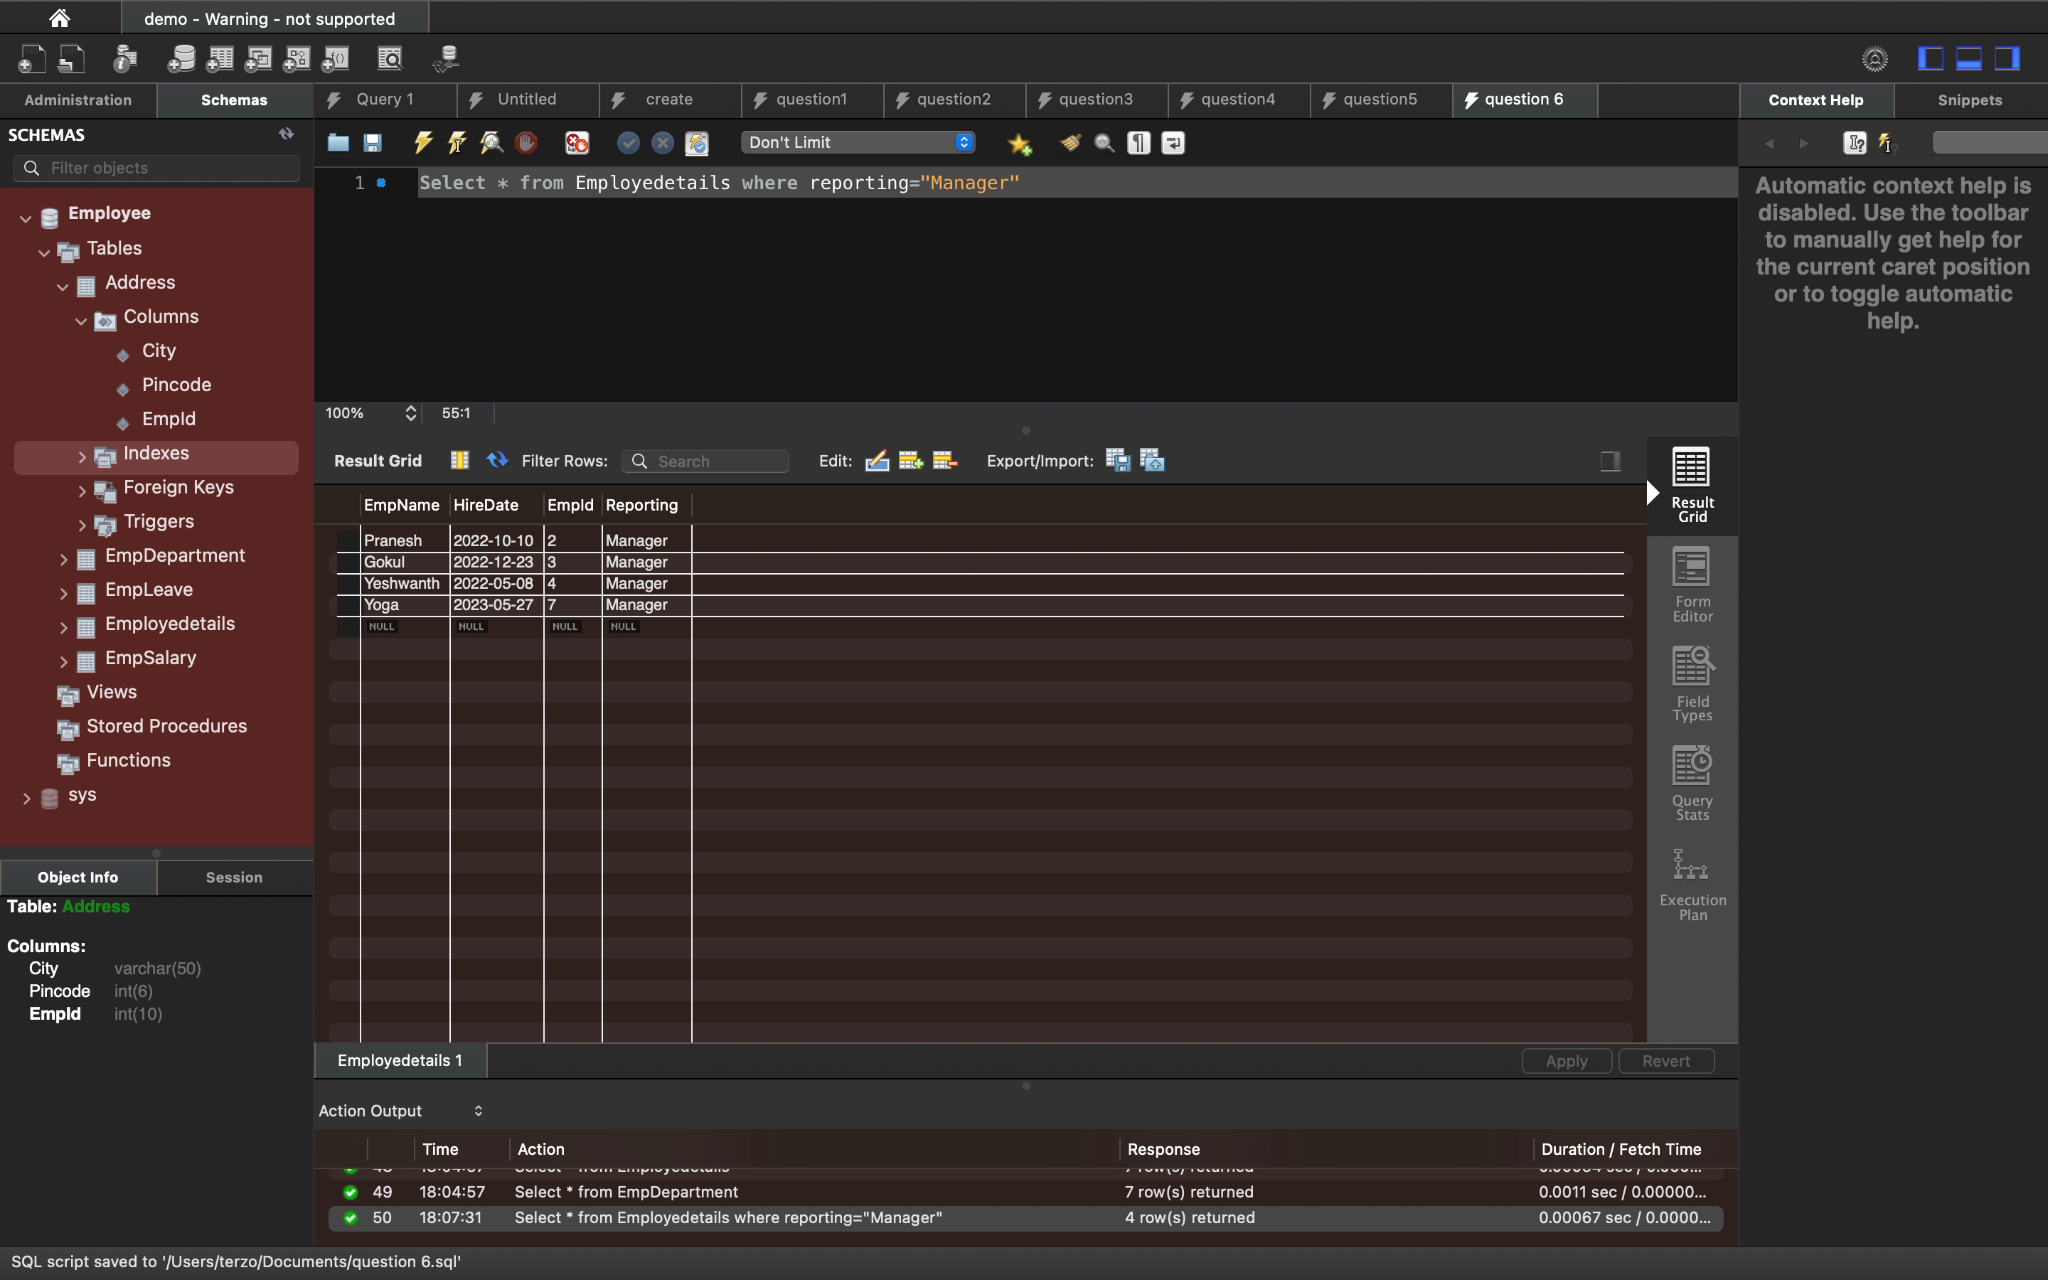 demo - Warning - not supported
Administration
Schemas
Query 1
Untitled
create
question1
question2
question3
question4
question5
question 6
Context Help
Snippets
SCHEMAS
Filter objects
Don't Limit
1
Select * from Employedetails where reporting="Manager"
Automatic context help is
disabled. Use the toolbar
to manually get help for
the current caret position
or to toggle automatic
help.
Employee
Tables
Address
Columns
City
Pincode
EmpId
Indexes
Foreign Keys
Triggers
EmpDepartment
EmpLeave
Employedetails
EmpSalary
Views
Stored Procedures
Functions
sys
100%
55:1
Result Grid
Filter Rows:
Search
Edit:
Export/Import:
EmpName HireDate EmpId Reporting
Pranesh 2022-10-10 2 Manager
Gokul 2022-12-23 3 Manager
Yeshwanth 2022-05-08 4 Manager
Yoga 2023-05-27 7 Manager
NULL NULL NULL NULL
Result
Grid
Form
Editor
Field
Types
Query
Stats
Execution
Plan
Object Info
Session
Table: Address
Columns:
City varchar(50)
Pincode int(6)
EmpId int(10)
Employedetails 1
Apply
Revert
Action Output
Time Action Response Duration / Fetch Time
49 18:04:57 Select * from EmpDepartment 7 row(s) returned 0.0011 sec / 0.00000...
50 18:07:31 Select * from Employedetails where reporting="Manager" 4 row(s) returned 0.00067 sec / 0.0000...
SQL script saved to '/Users/terzo/Documents/question 6.sql'